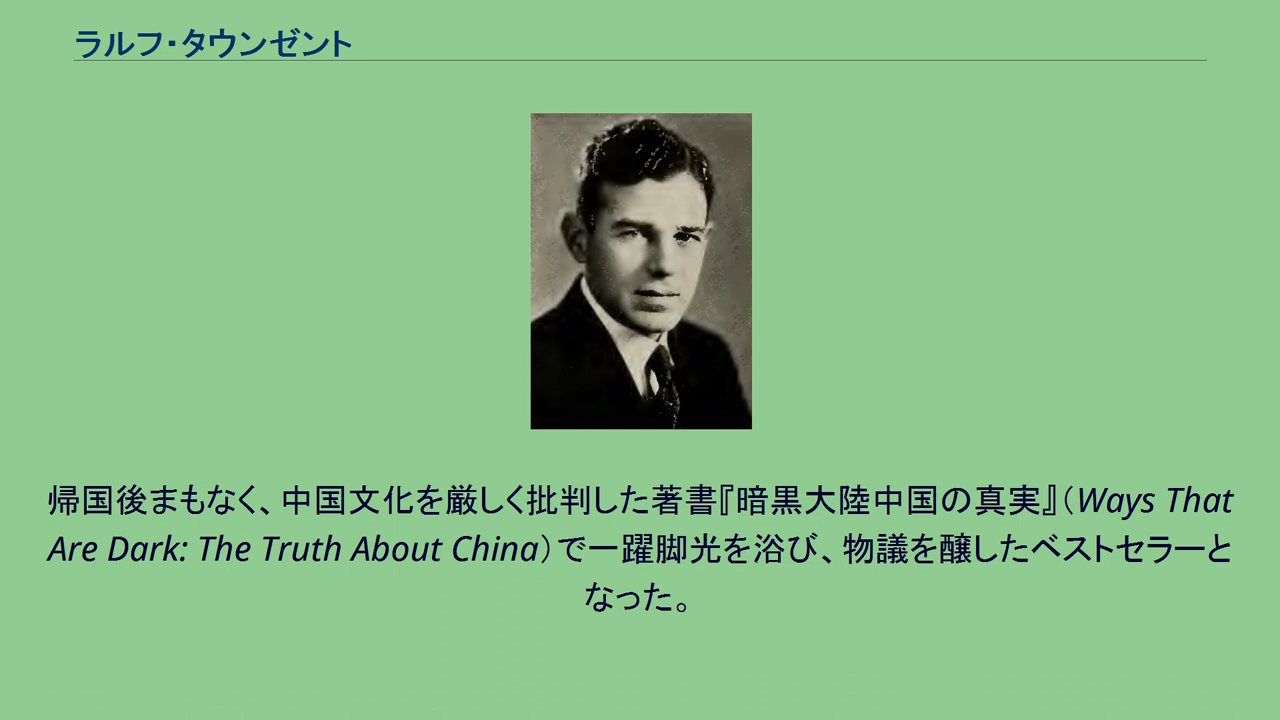 ラルフ・タウンゼント
帰国後まもなく、中国文化を厳しく批判した著書『暗黒大陸中国の真実』（Ways That
Are Dark: The Truth About China）で一躍脚光を浴び、物議を醸したベストセラーと
なった。